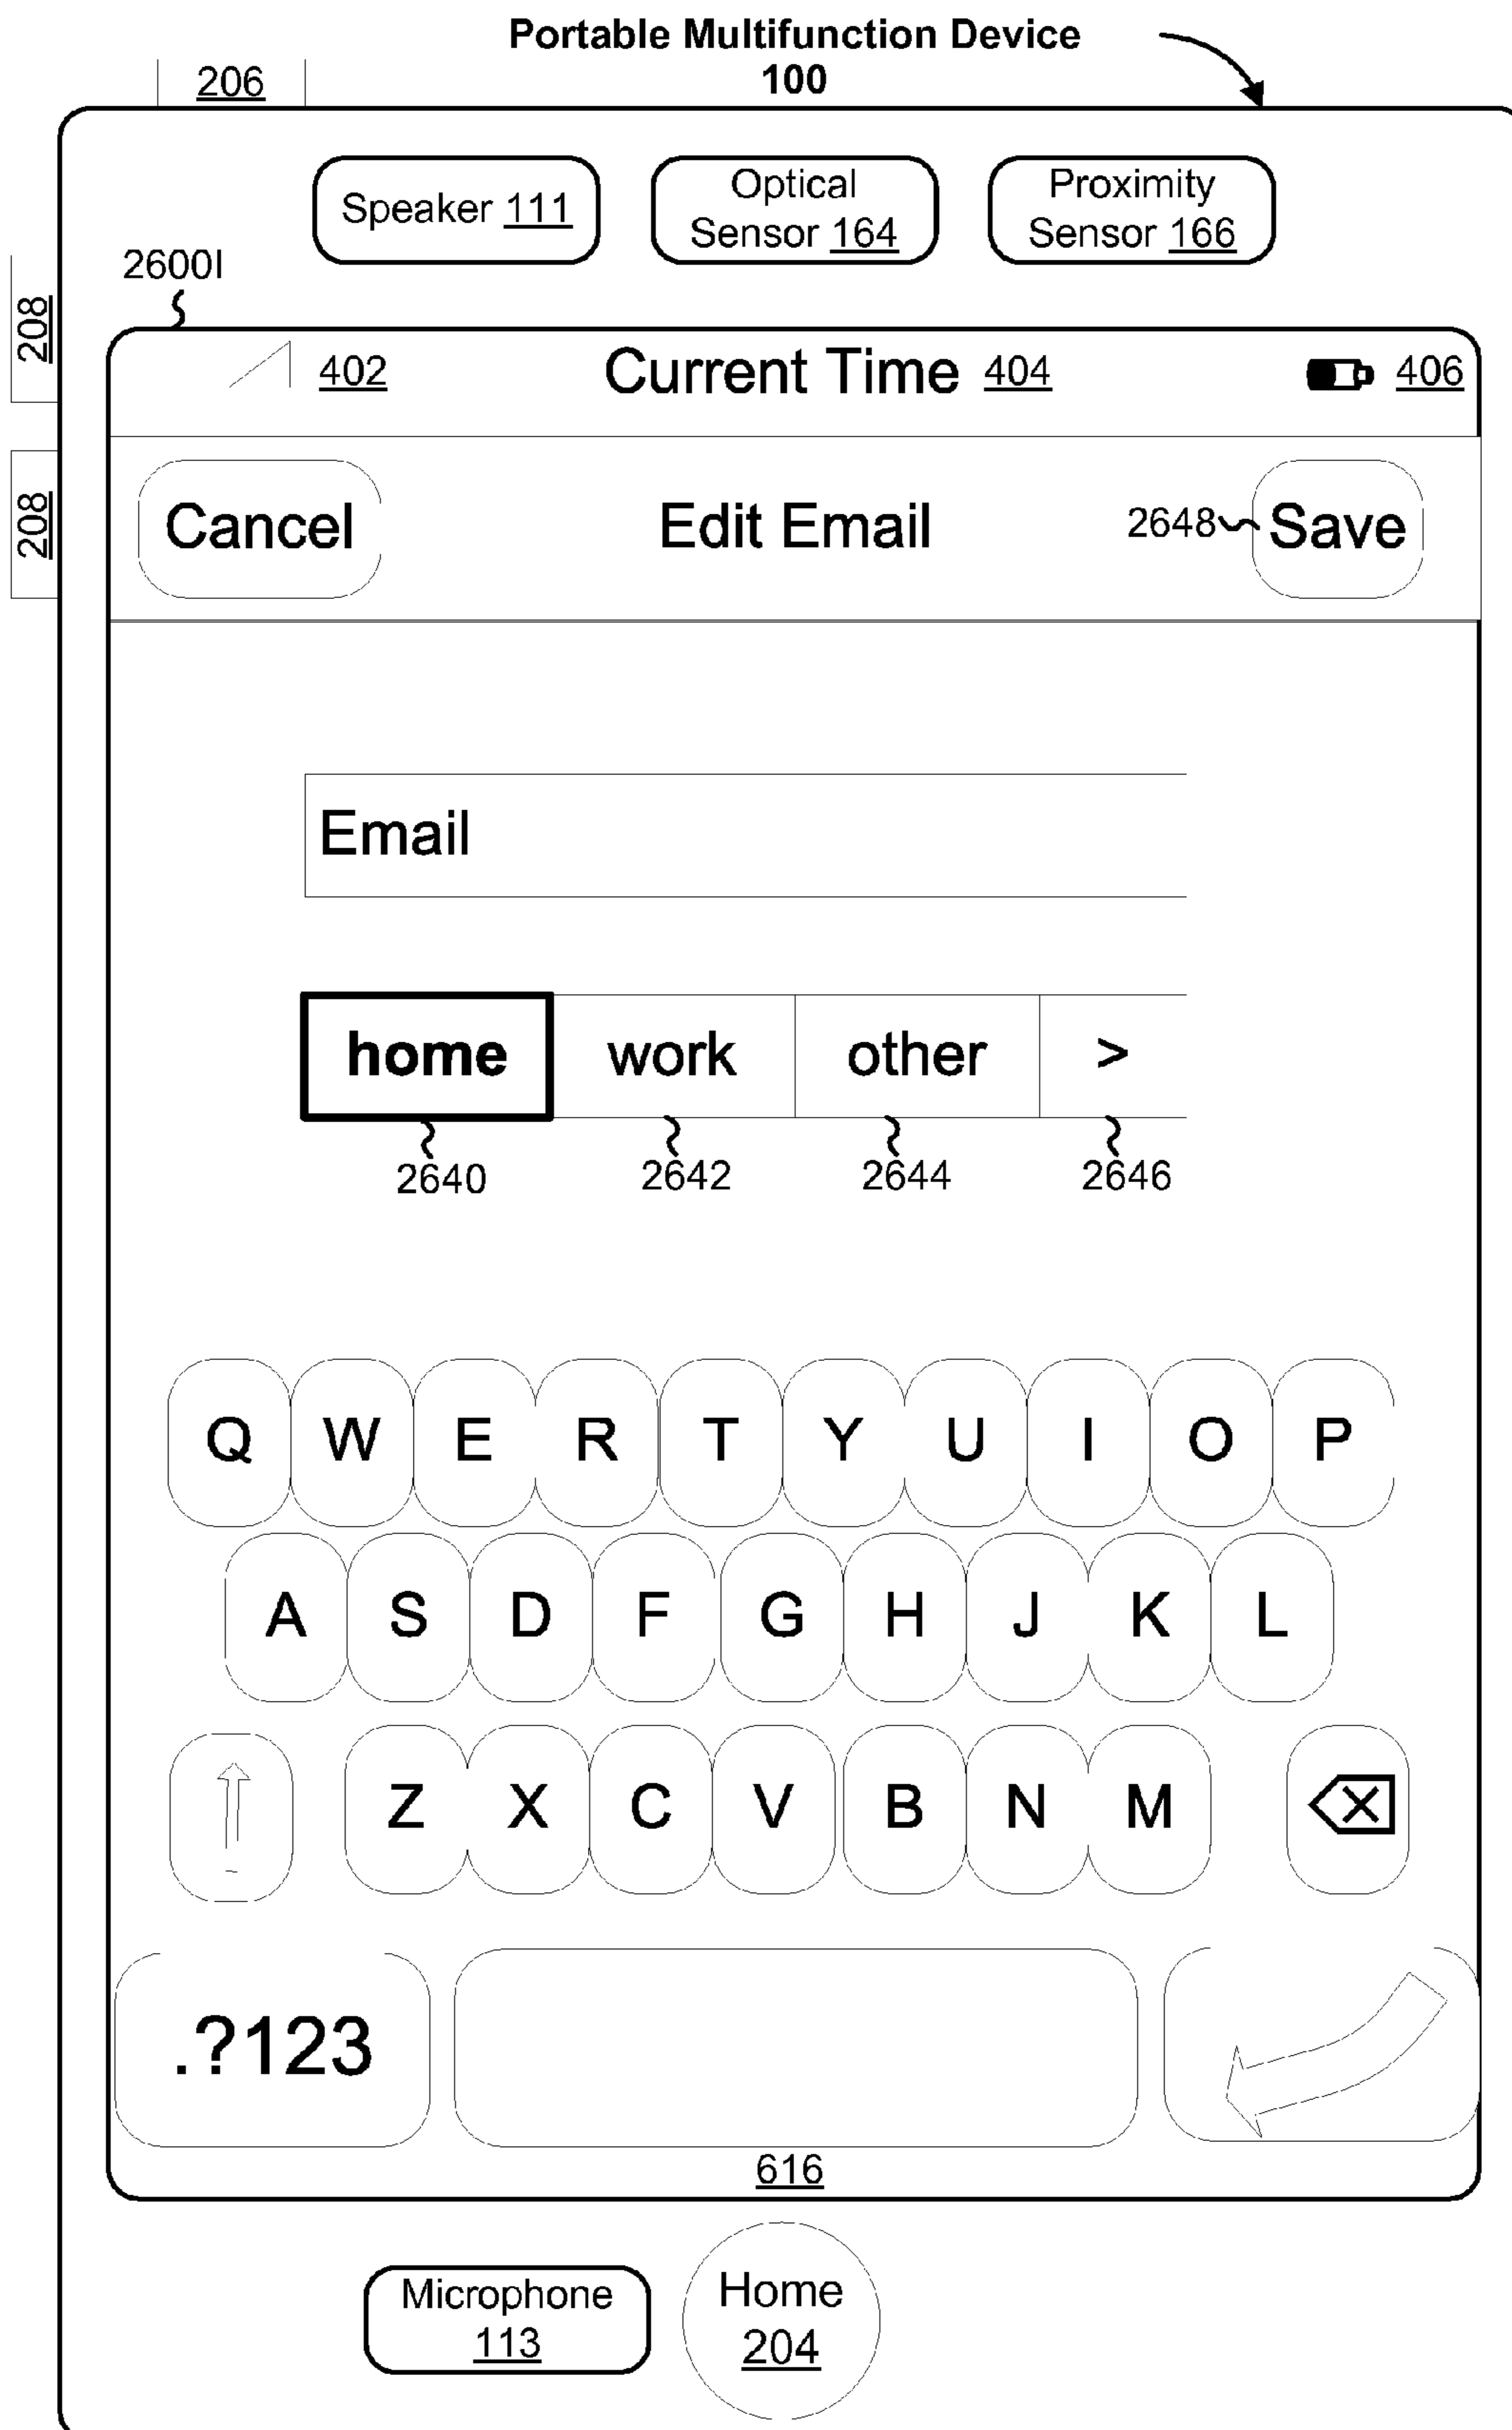 Portable Multifunction Device
100
206
Speaker 111
Optical
Sensor 164
Proximity
Sensor 166
2600I
208
402
Current Time 404
406
208
Cancel
Edit Email
2648
Save
Email
home
work
other
>
2640
2642
2644
2646
Q W E R T Y U I O P
A S D F G H J K L
Z X C V B N M
.?123
616
Microphone
113
Home
204